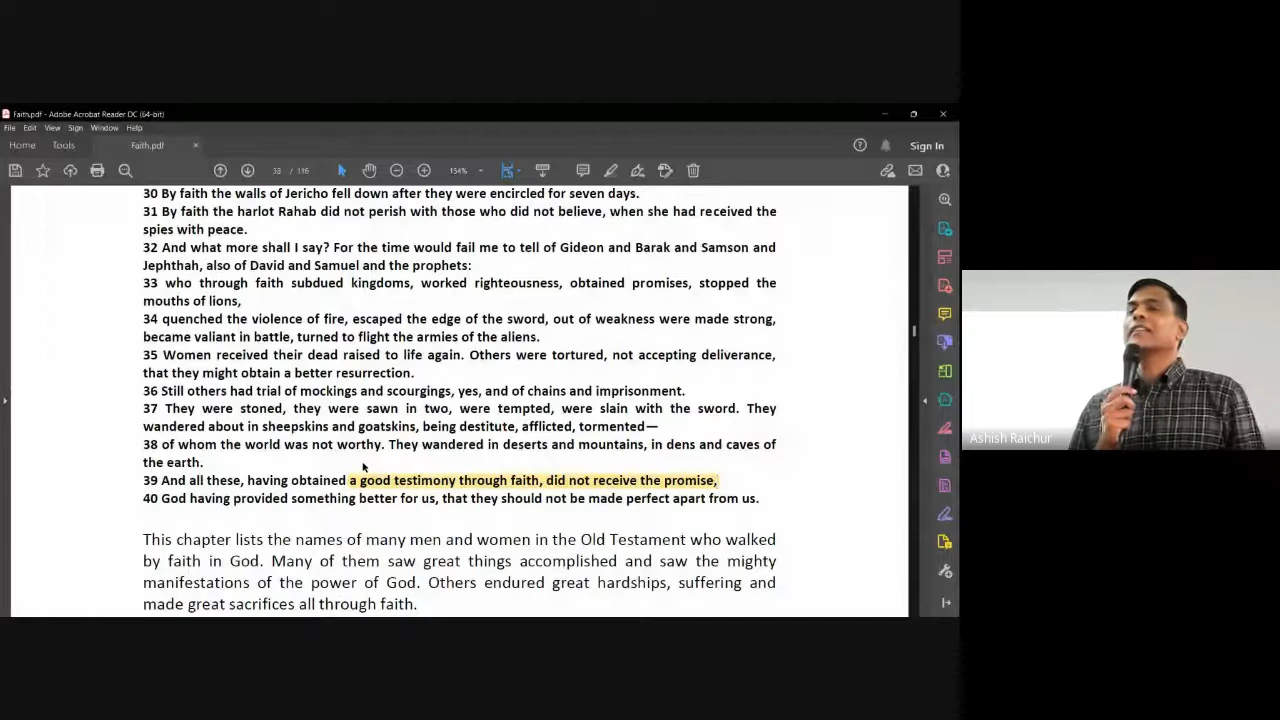 Faith.pdf - Adobe Acrobat Reader DC (64-bit)
File Edit View Sign Window Help
Home Tools Faith.pdf × Sign In
33 / 116 154%
30 By faith the walls of Jericho fell down after they were encircled for seven days.
31 By faith the harlot Rahab did not perish with those who did not believe, when she had received the
spies with peace.
32 And what more shall I say? For the time would fail me to tell of Gideon and Barak and Samson and
Jephthah, also of David and Samuel and the prophets:
33 who through faith subdued kingdoms, worked righteousness, obtained promises, stopped the
mouths of lions,
34 quenched the violence of fire, escaped the edge of the sword, out of weakness were made strong,
became valiant in battle, turned to flight the armies of the aliens.
35 Women received their dead raised to life again. Others were tortured, not accepting deliverance,
that they might obtain a better resurrection.
36 Still others had trial of mockings and scourgings, yes, and of chains and imprisonment.
37 They were stoned, they were sawn in two, were tempted, were slain with the sword. They
wandered about in sheepskins and goatskins, being destitute, afflicted, tormented—
38 of whom the world was not worthy. They wandered in deserts and mountains, in dens and caves of
the earth.
39 And all these, having obtained a good testimony through faith, did not receive the promise,
40 God having provided something better for us, that they should not be made perfect apart from us.
This chapter lists the names of many men and women in the Old Testament who walked
by faith in God. Many of them saw great things accomplished and saw the mighty
manifestations of the power of God. Others endured great hardships, suffering and
made great sacrifices all through faith.
Ashish Raichur